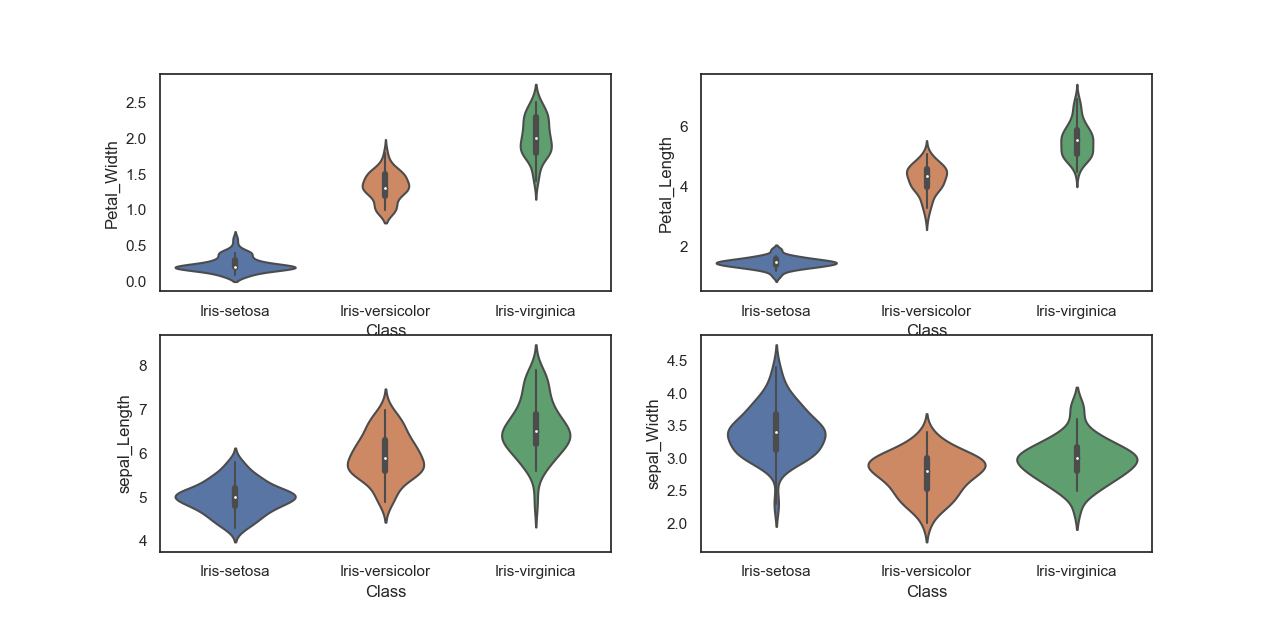 Petal_Width
2.5
2.0
1.5
1.0
0.5
0.0
Iris-setosa Iris-versicolor Iris-virginica
Class
Petal_Length
6
4
2
Iris-setosa Iris-versicolor Iris-virginica
Class
sepal_Length
8
7
6
5
4
Iris-setosa Iris-versicolor Iris-virginica
Class
sepal_Width
4.5
4.0
3.5
3.0
2.5
2.0
Iris-setosa Iris-versicolor Iris-virginica
Class